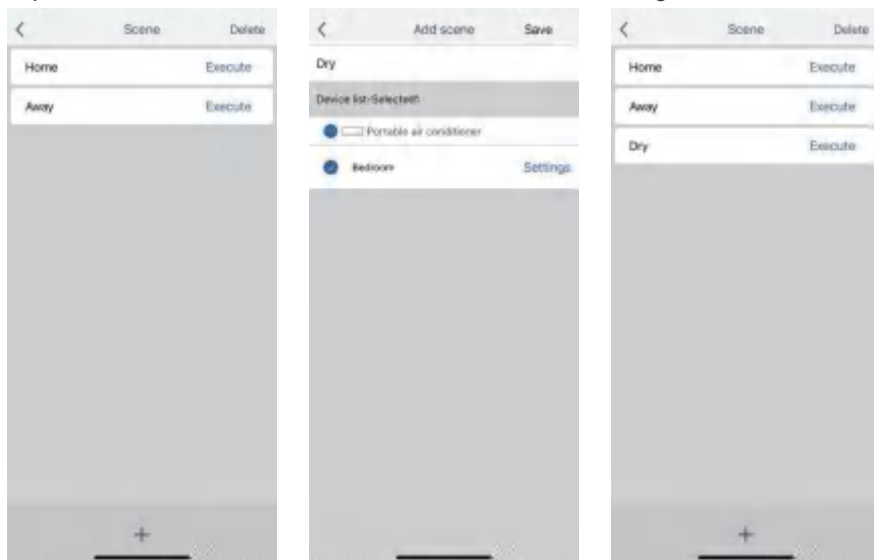 Scene Delete
Home Execute
Away Execute
Add scene Save
Dry
Device list-Selected1
Portable air conditioner
Bedroom Settings
Scene Delete
Home Execute
Away Execute
Dry Execute